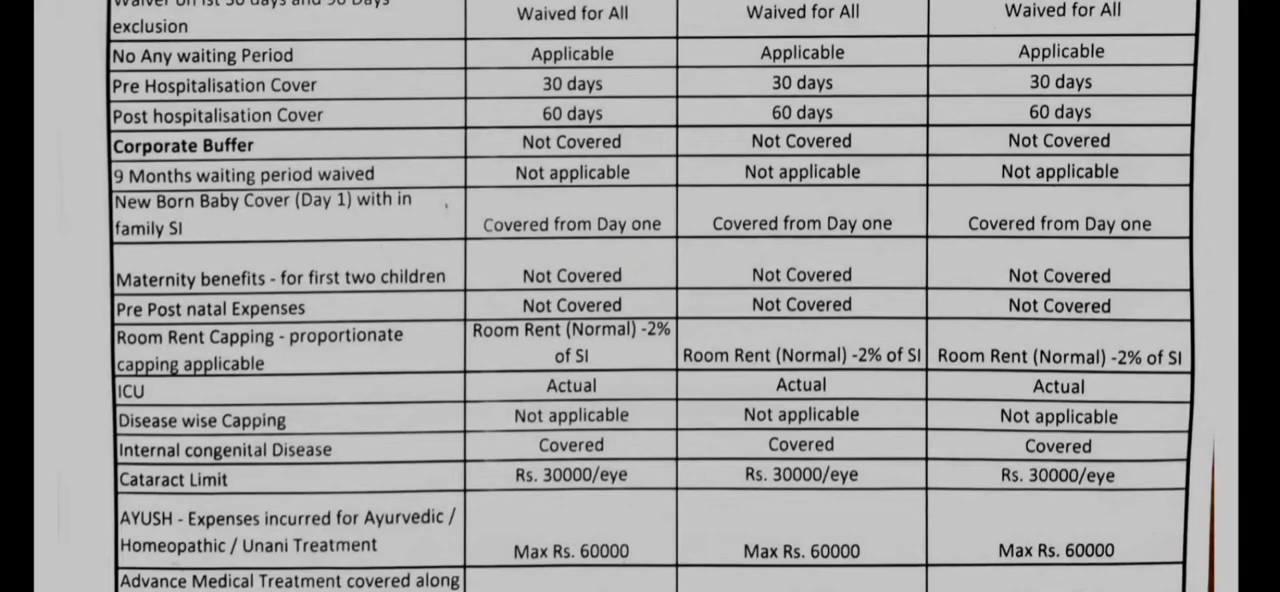 Waiver on 1st 30 days and 90 Days
exclusion Waived for All Waived for All Waived for All
No Any waiting Period Applicable Applicable Applicable
Pre Hospitalisation Cover 30 days 30 days 30 days
Post hospitalisation Cover 60 days 60 days 60 days
Corporate Buffer Not Covered Not Covered Not Covered
9 Months waiting period waived Not applicable Not applicable Not applicable
New Born Baby Cover (Day 1) with in
family SI Covered from Day one Covered from Day one Covered from Day one
Maternity benefits - for first two children Not Covered Not Covered Not Covered
Pre Post natal Expenses Not Covered Not Covered Not Covered
Room Rent Capping - proportionate Room Rent (Normal) -2%
capping applicable of SI Room Rent (Normal) -2% of SI Room Rent (Normal) -2% of SI
ICU Actual Actual Actual
Disease wise Capping Not applicable Not applicable Not applicable
Internal congenital Disease Covered Covered Covered
Cataract Limit Rs. 30000/eye Rs. 30000/eye Rs. 30000/eye
AYUSH - Expenses incurred for Ayurvedic /
Homeopathic / Unani Treatment Max Rs. 60000 Max Rs. 60000 Max Rs. 60000
Advance Medical Treatment covered along